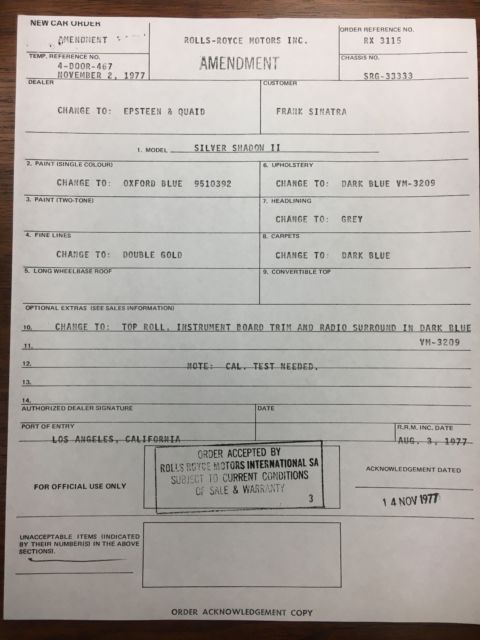 NEW CAR ORDER
AMENDMENT
ROLLS-ROYCE MOTORS INC.
ORDER REFERENCE NO.
RX 3115
TEMP. REFERENCE NO.
4-DOOR-467
NOVEMBER 2, 1977
AMENDMENT
CHASSIS NO.
SRG-33333
DEALER
CUSTOMER
CHANGE TO: EPSTEEN & QUAID
FRANK SINATRA
1. MODEL SILVER SHADOW II
2. PAINT (SINGLE COLOUR)
6. UPHOLSTERY
CHANGE TO: OXFORD BLUE 9510392
CHANGE TO: DARK BLUE VM-3209
3. PAINT (TWO-TONE)
7. HEADLINING
CHANGE TO: GREY
4. FINE LINES
8. CARPETS
CHANGE TO: DOUBLE GOLD
CHANGE TO: DARK BLUE
5. LONG WHEELBASE ROOF
9. CONVERTIBLE TOP
OPTIONAL EXTRAS (SEE SALES INFORMATION)
10. CHANGE TO: TOP ROLL, INSTRUMENT BOARD TRIM AND RADIO SURROUND IN DARK BLUE
11. VM-3209
12. NOTE: CAL. TEST NEEDED.
13.
14.
AUTHORIZED DEALER SIGNATURE
DATE
PORT OF ENTRY
R.R.M. INC. DATE
LOS ANGELES, CALIFORNIA
AUG. 3, 1977
ORDER ACCEPTED BY
ROLLS ROYCE MOTORS INTERNATIONAL SA
SUBJECT TO CURRENT CONDITIONS
OF SALE & WARRANTY
3
FOR OFFICIAL USE ONLY
ACKNOWLEDGEMENT DATED
14 NOV 1977
UNACCEPTABLE ITEMS (INDICATED
BY THEIR NUMBER(S) IN THE ABOVE
SECTIONS).
ORDER ACKNOWLEDGEMENT COPY